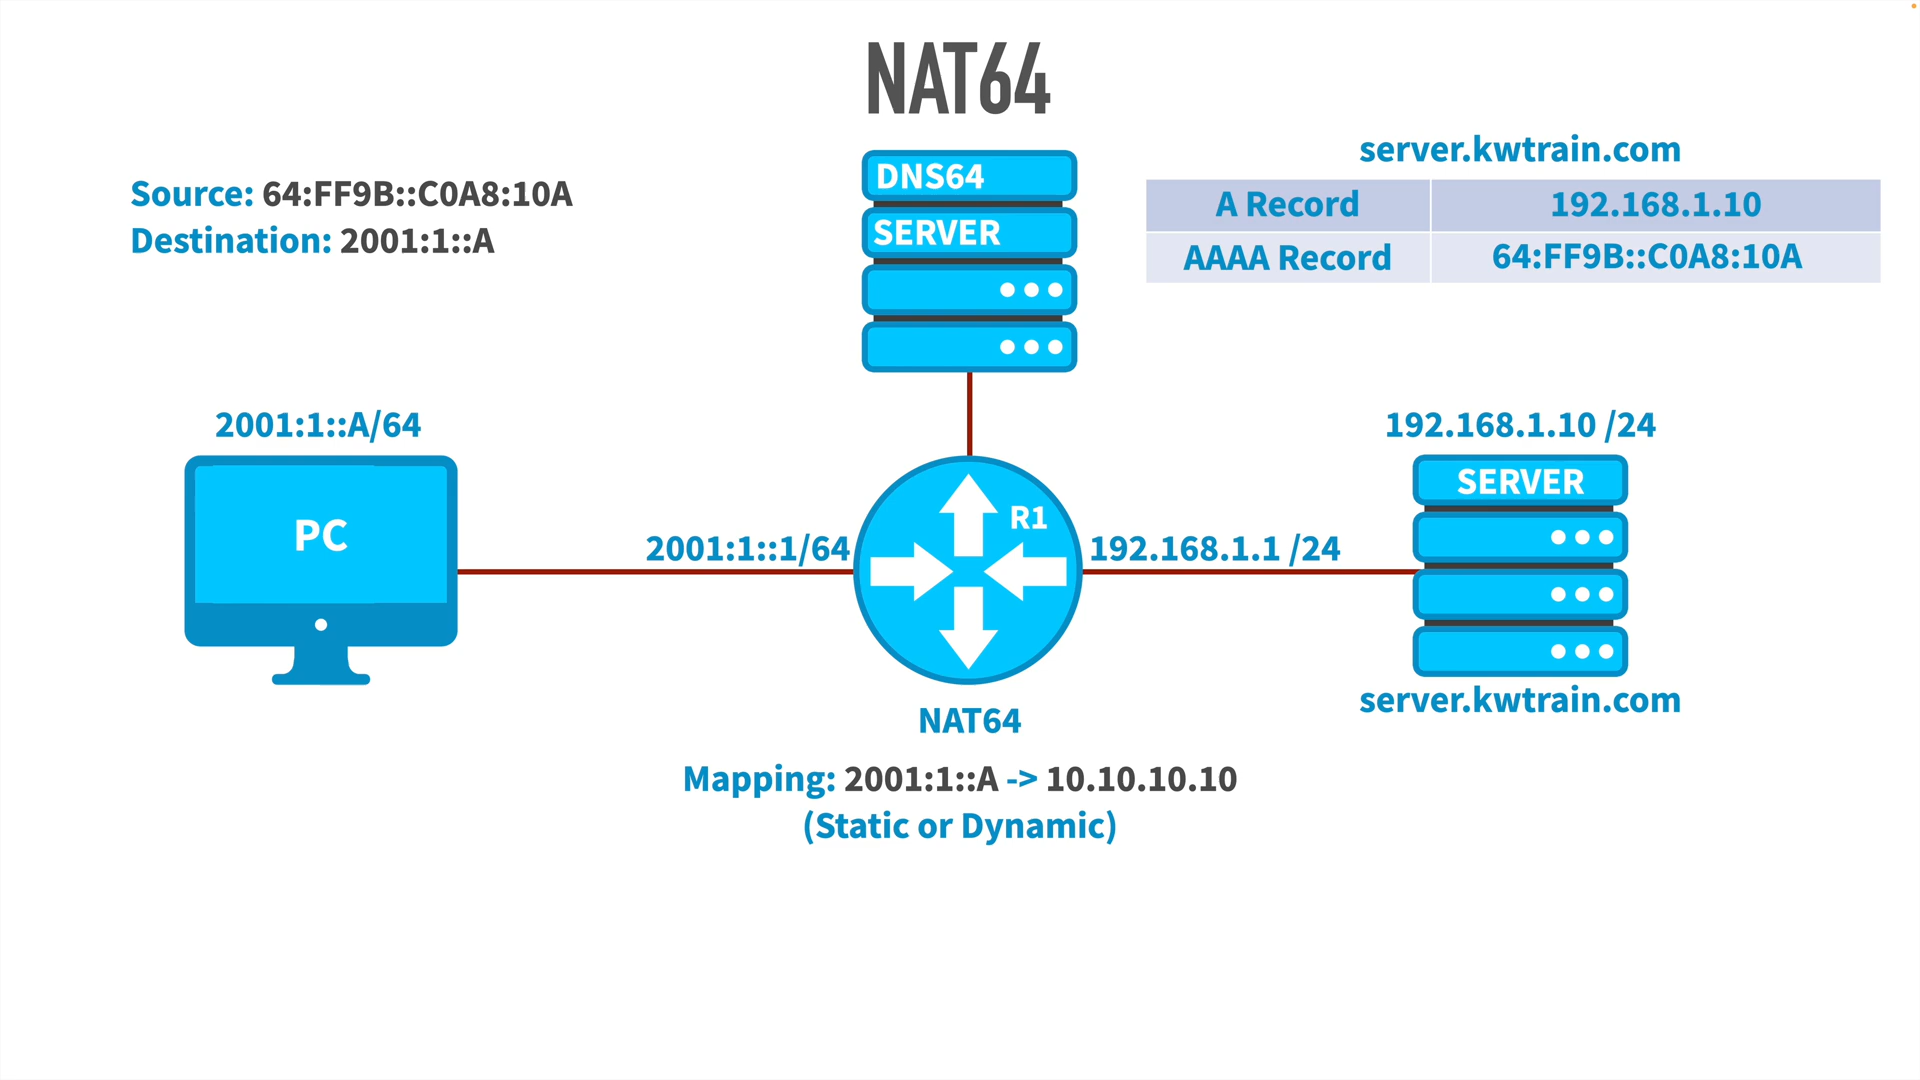 NAT64
Source: 64:FF9B::C0A8:10A
Destination: 2001:1::A
DNS64
SERVER
server.kwtrain.com
A Record 192.168.1.10
AAAA Record 64:FF9B::C0A8:10A
2001:1::A/64
PC
2001:1::1/64
R1
192.168.1.1 /24
192.168.1.10 /24
SERVER
server.kwtrain.com
NAT64
Mapping: 2001:1::A -> 10.10.10.10
(Static or Dynamic)